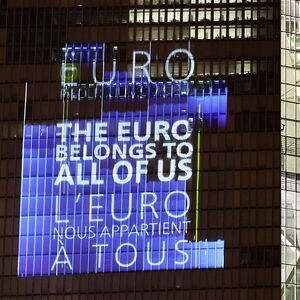 EURO
THE EURO
BELONGS TO
ALL OF US
L'EURO
NOUS APPARTIENT
À TOUS